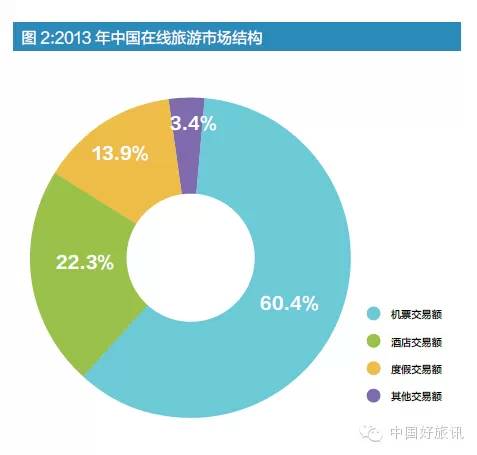 图 2:2013 年中国在线旅游市场结构
3.4%
13.9%
22.3%
60.4%
机票交易额
酒店交易额
度假交易额
其他交易额
中国好旅讯